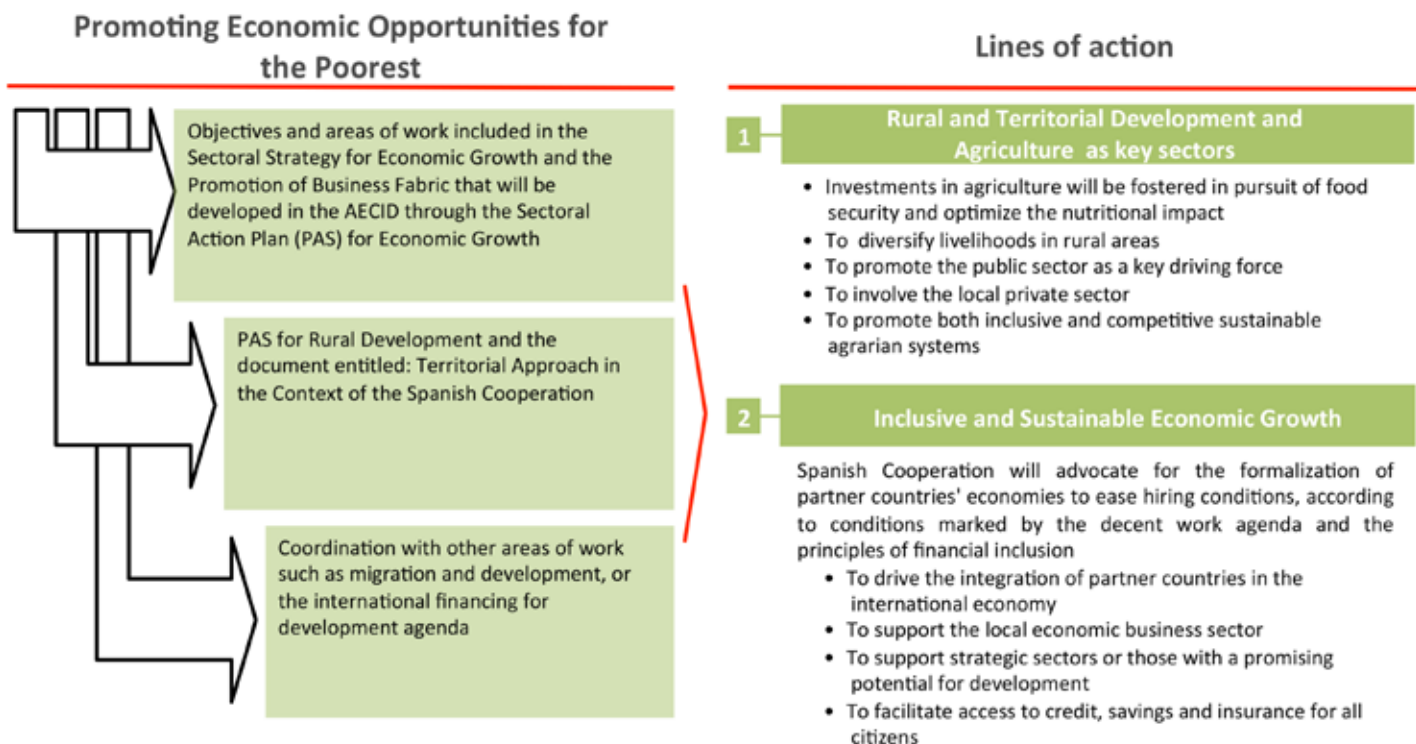 Promoting Economic Opportunities for
the Poorest
Objectives and areas of work included in the
Sectoral Strategy for Economic Growth and the
Promotion of Business Fabric that will be
developed in the AECID through the Sectoral
Action Plan (PAS) for Economic Growth
PAS for Rural Development and the
document entitled: Territorial Approach in
the Context of the Spanish Cooperation
Coordination with other areas of work
such as migration and development, or
the international financing for
development agenda
Lines of action
1
Rural and Territorial Development and
Agriculture as key sectors
• Investments in agriculture will be fostered in pursuit of food
security and optimize the nutritional impact
• To diversify livelihoods in rural areas
• To promote the public sector as a key driving force
• To involve the local private sector
• To promote both inclusive and competitive sustainable
agrarian systems
2
Inclusive and Sustainable Economic Growth
Spanish Cooperation will advocate for the formalization of
partner countries' economies to ease hiring conditions, according
to conditions marked by the decent work agenda and the
principles of financial inclusion
• To drive the integration of partner countries in the
international economy
• To support the local economic business sector
• To support strategic sectors or those with a promising
potential for development
• To facilitate access to credit, savings and insurance for all
citizens